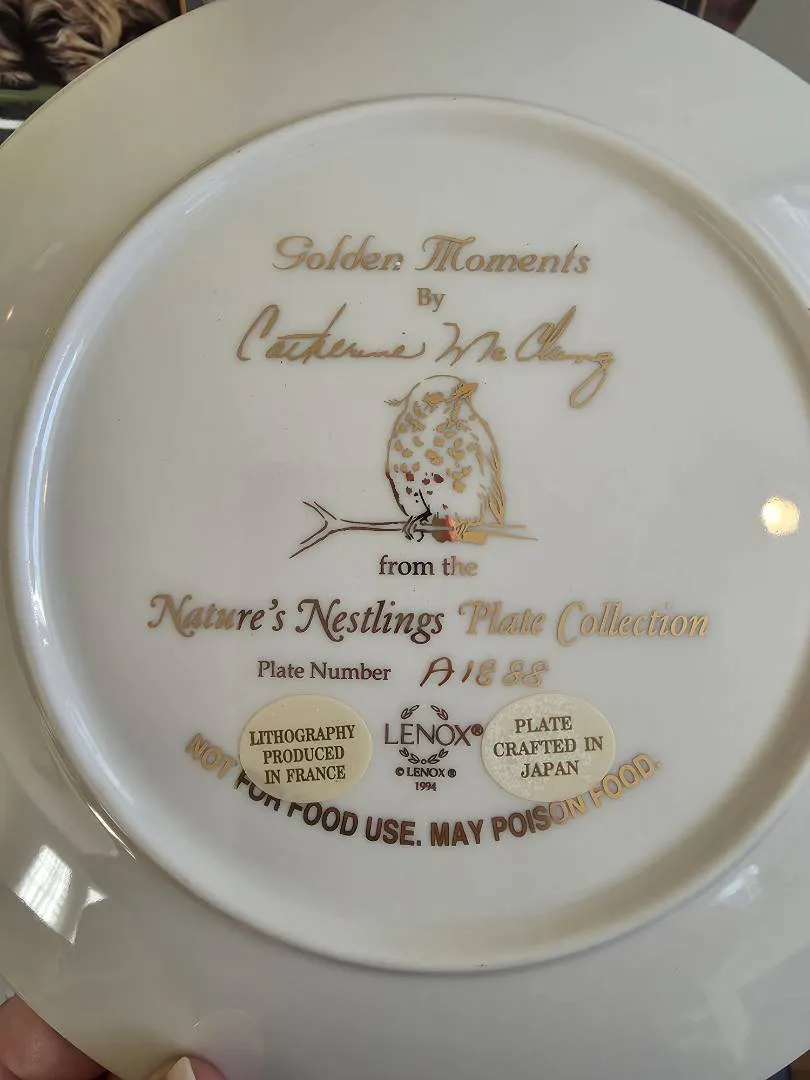 Golden Moments
By
Catherine McClung
from the
Nature's Nestlings Plate Collection
Plate Number A1888
LITHOGRAPHY
PRODUCED
IN FRANCE
LENOX®
© LENOX ®
1994
PLATE
CRAFTED IN
JAPAN
NOT FOR FOOD USE. MAY POISON FOOD.